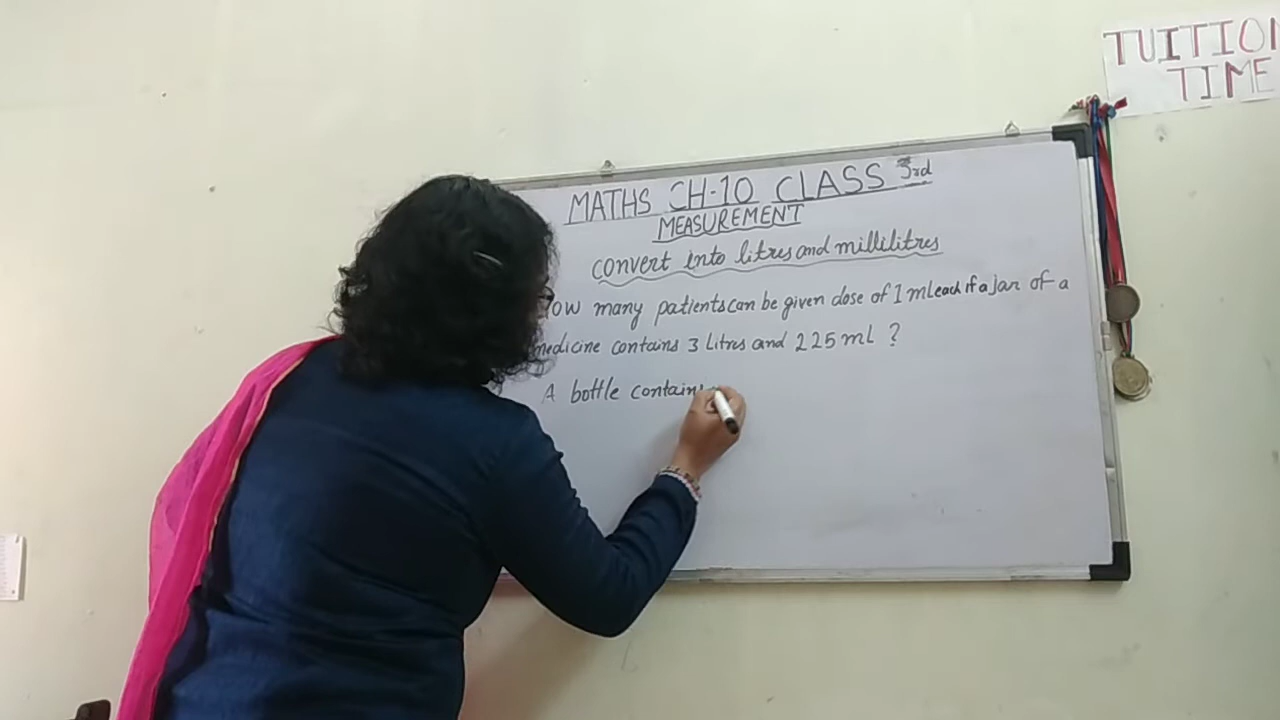 TUITION
TIME
MATHS CH-10 CLASS 3rd
MEASUREMENT
convert into litres and millilitres
How many patients can be given dose of 1 ml each if a jar of a
medicine contains 3 litres and 225 ml ?
A bottle contains